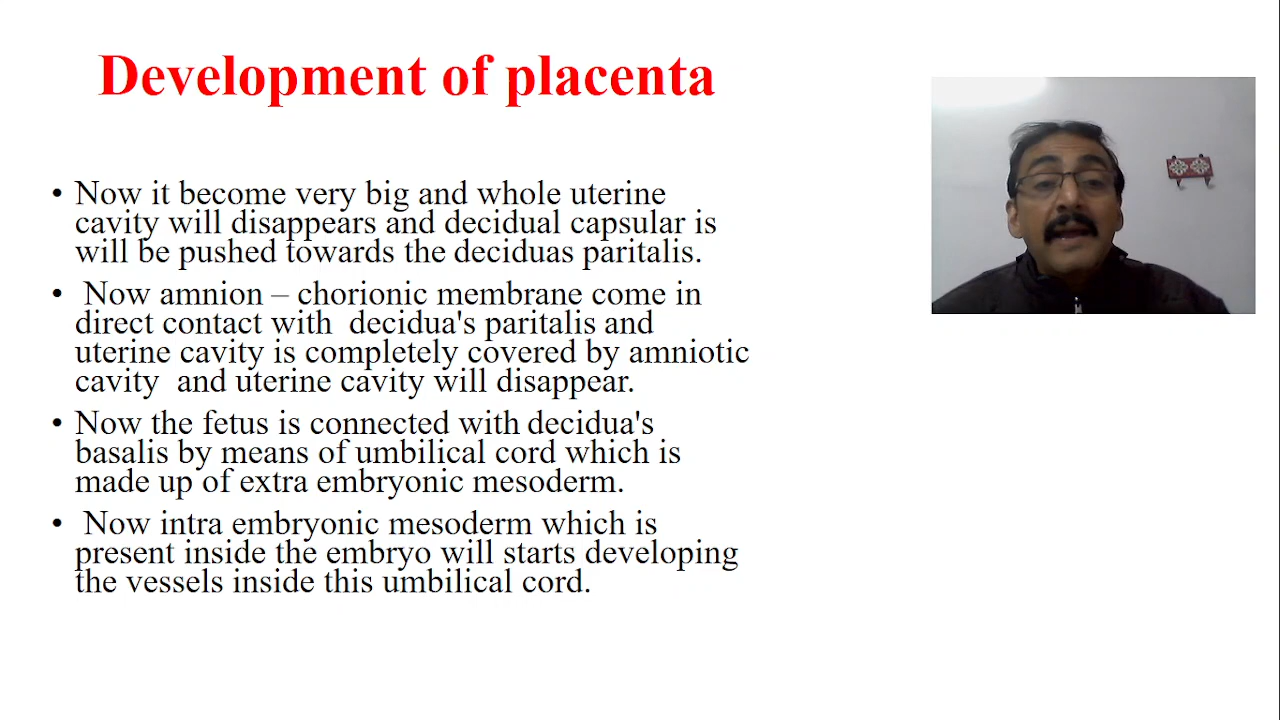 Development of placenta
• Now it become very big and whole uterine
cavity will disappears and decidual capsular is
will be pushed towards the deciduas paritalis.
• Now amnion – chorionic membrane come in
direct contact with decidua's paritalis and
uterine cavity is completely covered by amniotic
cavity and uterine cavity will disappear.
• Now the fetus is connected with decidua's
basalis by means of umbilical cord which is
made up of extra embryonic mesoderm.
• Now intra embryonic mesoderm which is
present inside the embryo will starts developing
the vessels inside this umbilical cord.